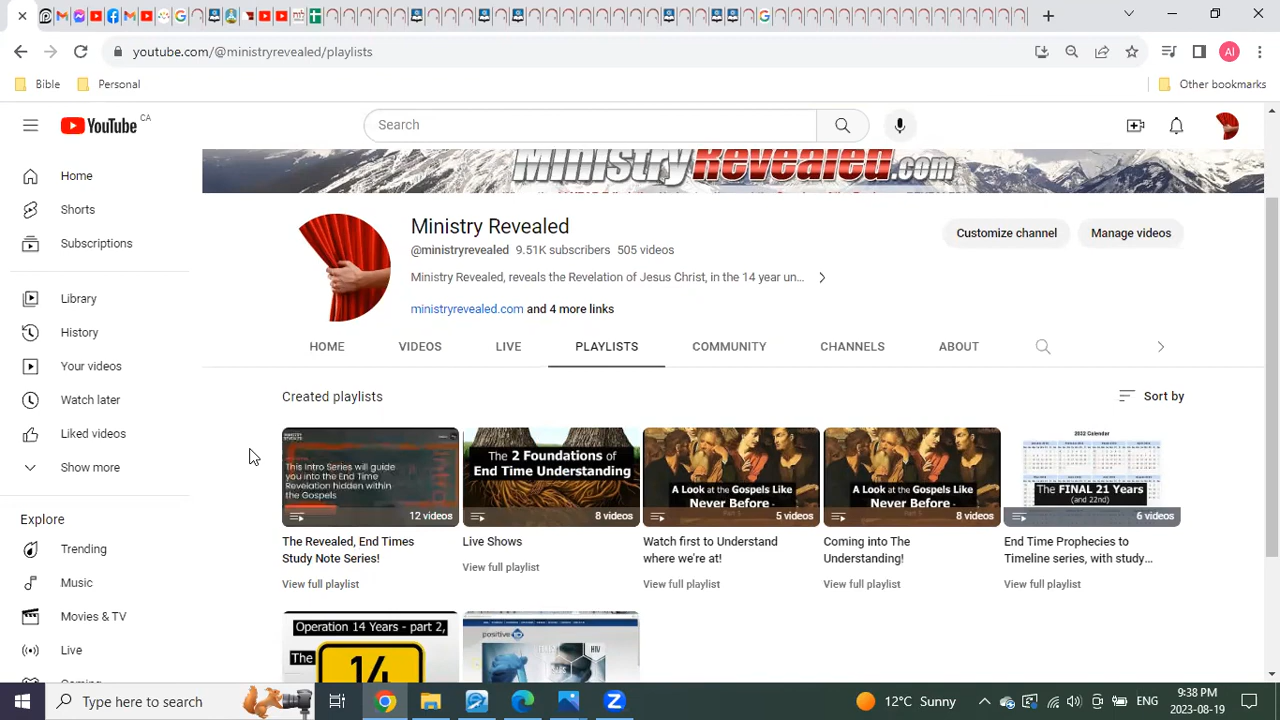 youtube.com/@ministryrevealed/playlists
AI
Bible
Personal
Other bookmarks
YouTube CA
Search
MinistryRevealed.com
Home
Shorts
Subscriptions
Library
History
Your videos
Watch later
Liked videos
Show more
Explore
Trending
Music
Movies & TV
Live
Ministry Revealed
@ministryrevealed 9.51K subscribers 505 videos
Ministry Revealed, reveals the Revelation of Jesus Christ, in the 14 year un...
ministryrevealed.com and 4 more links
Customize channel
Manage videos
HOME VIDEOS LIVE PLAYLISTS COMMUNITY CHANNELS ABOUT
Created playlists
Sort by
This Intro Series will guide
you into the End Time
Revelation hidden within
the Gospels
12 videos
The Revealed, End Times
Study Note Series!
View full playlist
The 2 Foundations of
End Time Understanding
8 videos
Live Shows
View full playlist
A Look at the Gospels Like
Never Before -
5 videos
Watch first to Understand
where we're at!
View full playlist
A Look at the Gospels Like
Never Before -
8 videos
Coming into The
Understanding!
View full playlist
2032 Calendar
The FINAL 21 Years
(and 22nd)
6 videos
End Time Prophecies to
Timeline series, with study...
View full playlist
Operation 14 Years - part 2,
The
14
positive
HIV
Type here to search
12°C Sunny
ENG
9:38 PM
2023-08-19